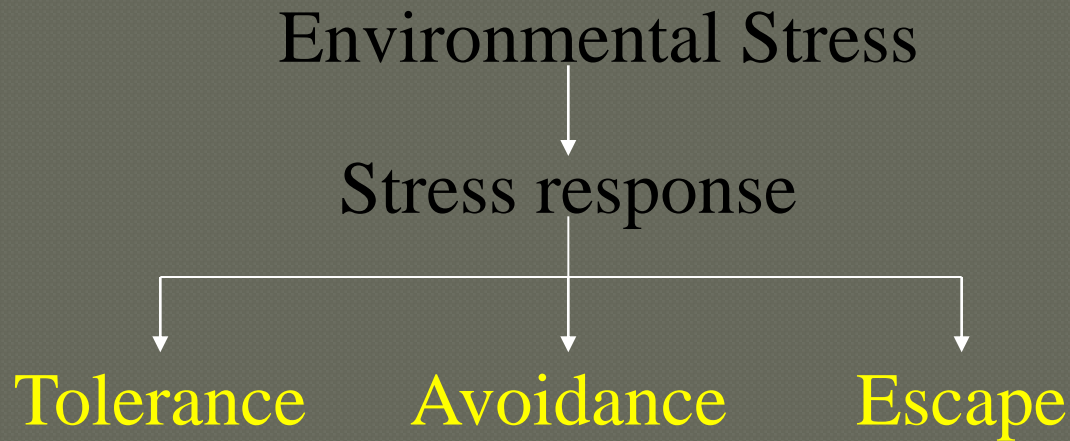 Environmental Stress
Stress response
Tolerance Avoidance Escape